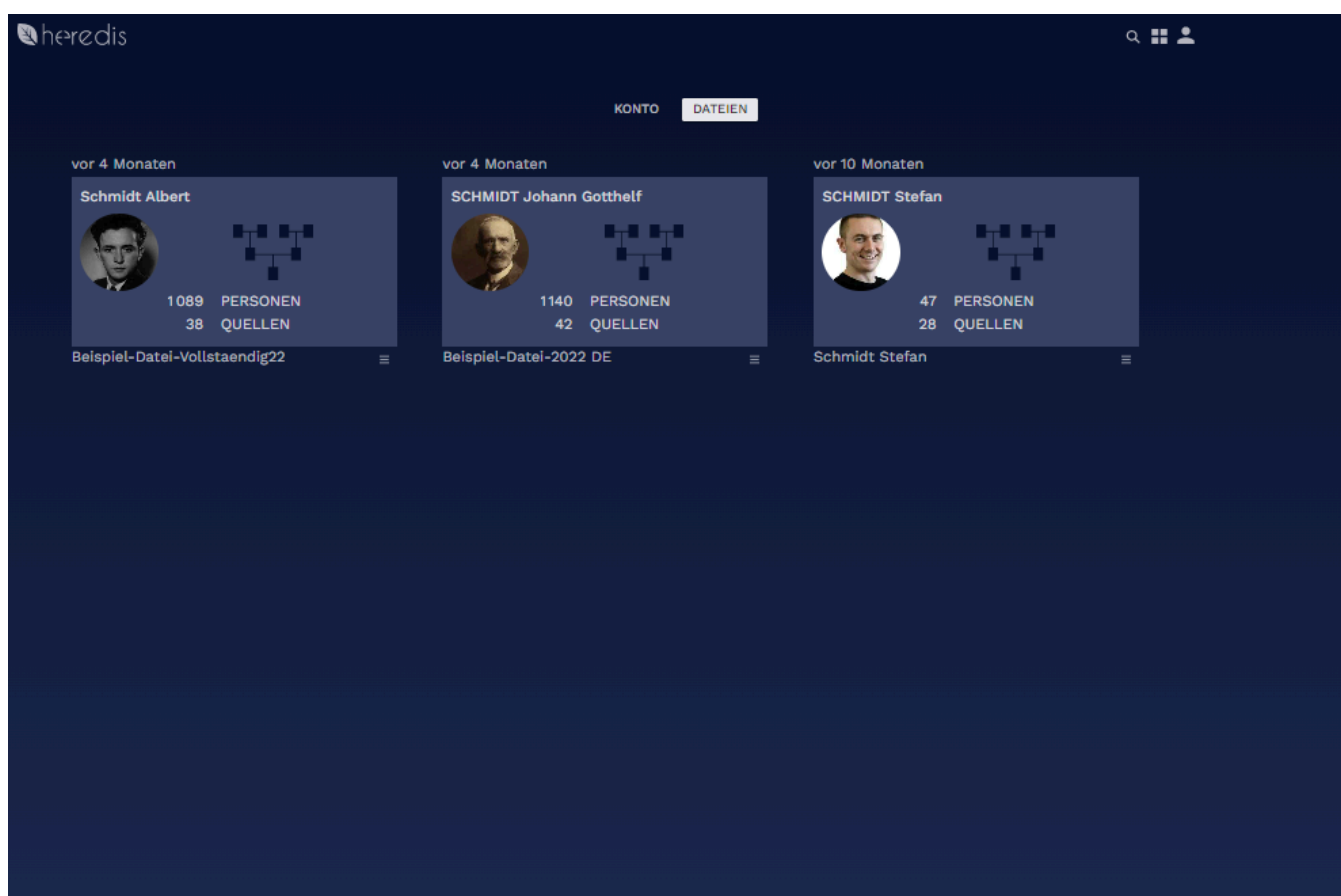 heredis
KONTO DATEIEN
vor 4 Monaten
Schmidt Albert
1089 PERSONEN
38 QUELLEN
Beispiel-Datei-Vollstaendig22
vor 4 Monaten
SCHMIDT Johann Gotthelf
1140 PERSONEN
42 QUELLEN
Beispiel-Datei-2022 DE
vor 10 Monaten
SCHMIDT Stefan
47 PERSONEN
28 QUELLEN
Schmidt Stefan